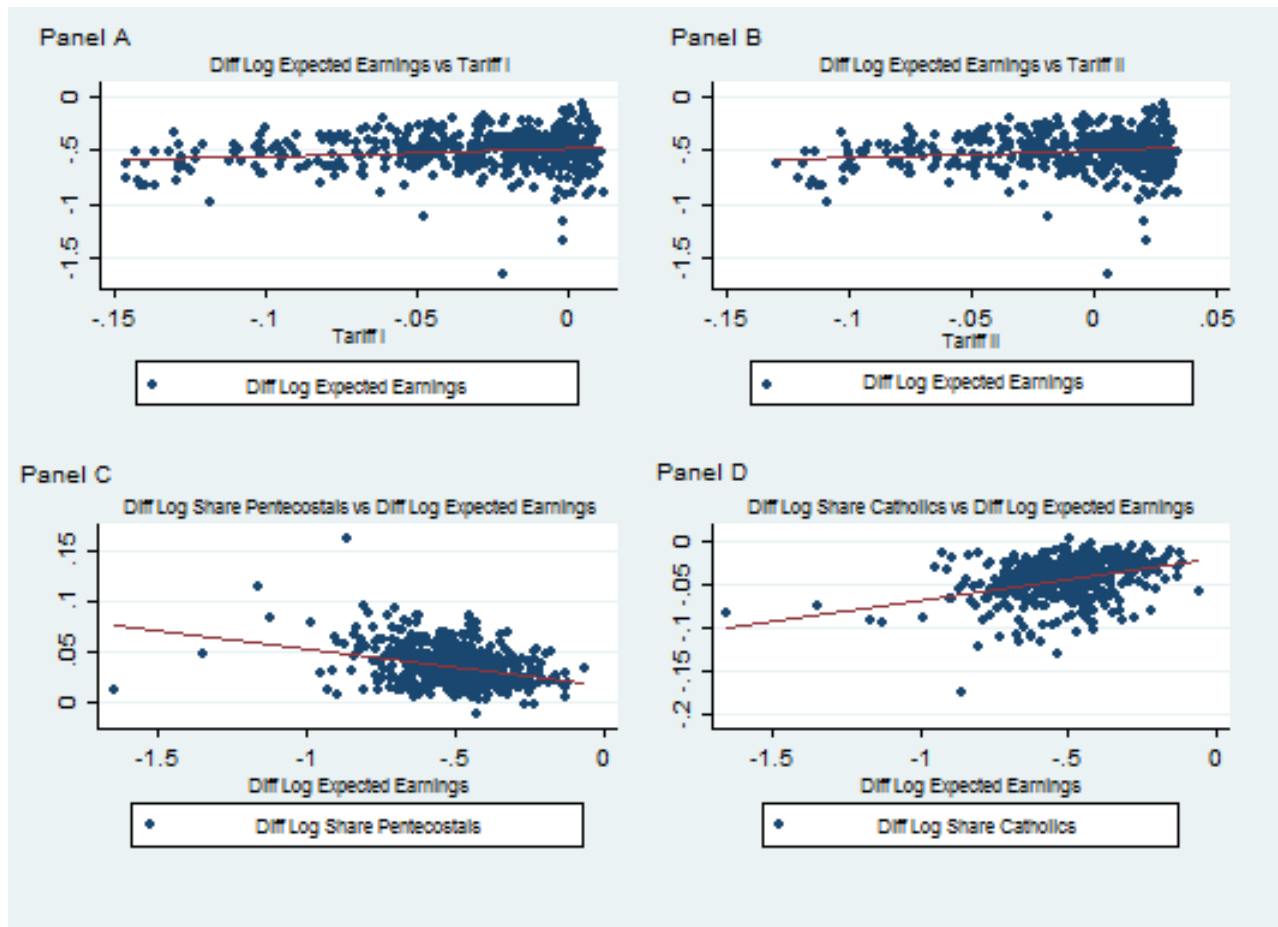 Panel A
Diff Log Expected Earnings vs Tariff I
0
-.5
-1
-1.5
-.15 -.1 -.05 0
Tariff I
Diff Log Expected Earnings
Panel B
Diff Log Expected Earnings vs Tariff II
0
-.5
-1
-1.5
-.15 -.1 -.05 0 .05
Tariff II
Diff Log Expected Earnings
Panel C
Diff Log Share Pentecostals vs Diff Log Expected Earnings
.15
.1
.05
0
-1.5 -1 -.5 0
Diff Log Expected Earnings
Diff Log Share Pentecostals
Panel D
Diff Log Share Catholics vs Diff Log Expected Earnings
0
-.05
-.1
-.15
-.2
-1.5 -1 -.5 0
Diff Log Expected Earnings
Diff Log Share Catholics